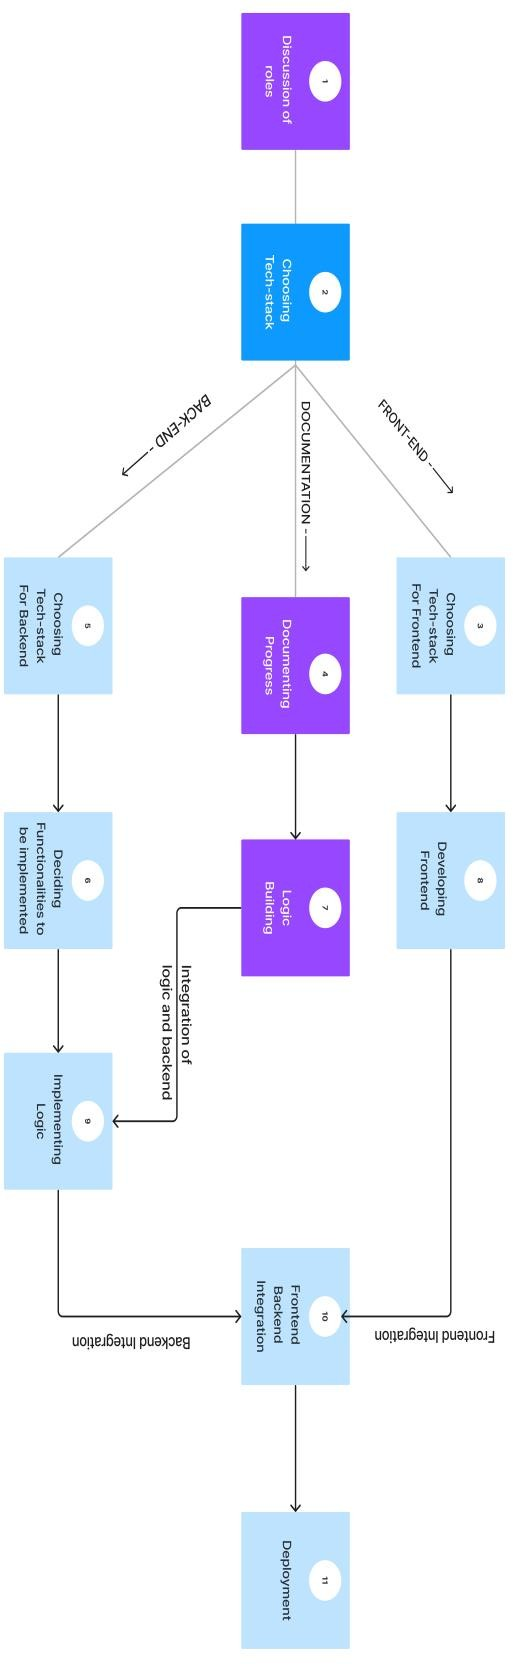 1
Discussion of
roles
2
Choosing
Tech-stack
FRONT-END -
DOCUMENTATION -
BACK-END -
3
Choosing
Tech-stack
For Frontend
4
Documenting
Progress
5
Choosing
Tech-stack
For Backend
8
Developing
Frontend
7
Logic
Building
6
Deciding
Functionalities to
be implemented
Integration of
logic and backend
9
Implementing
Logic
Frontend Integration
10
Frontend
Backend
Integration
Backend Integration
11
Deployment